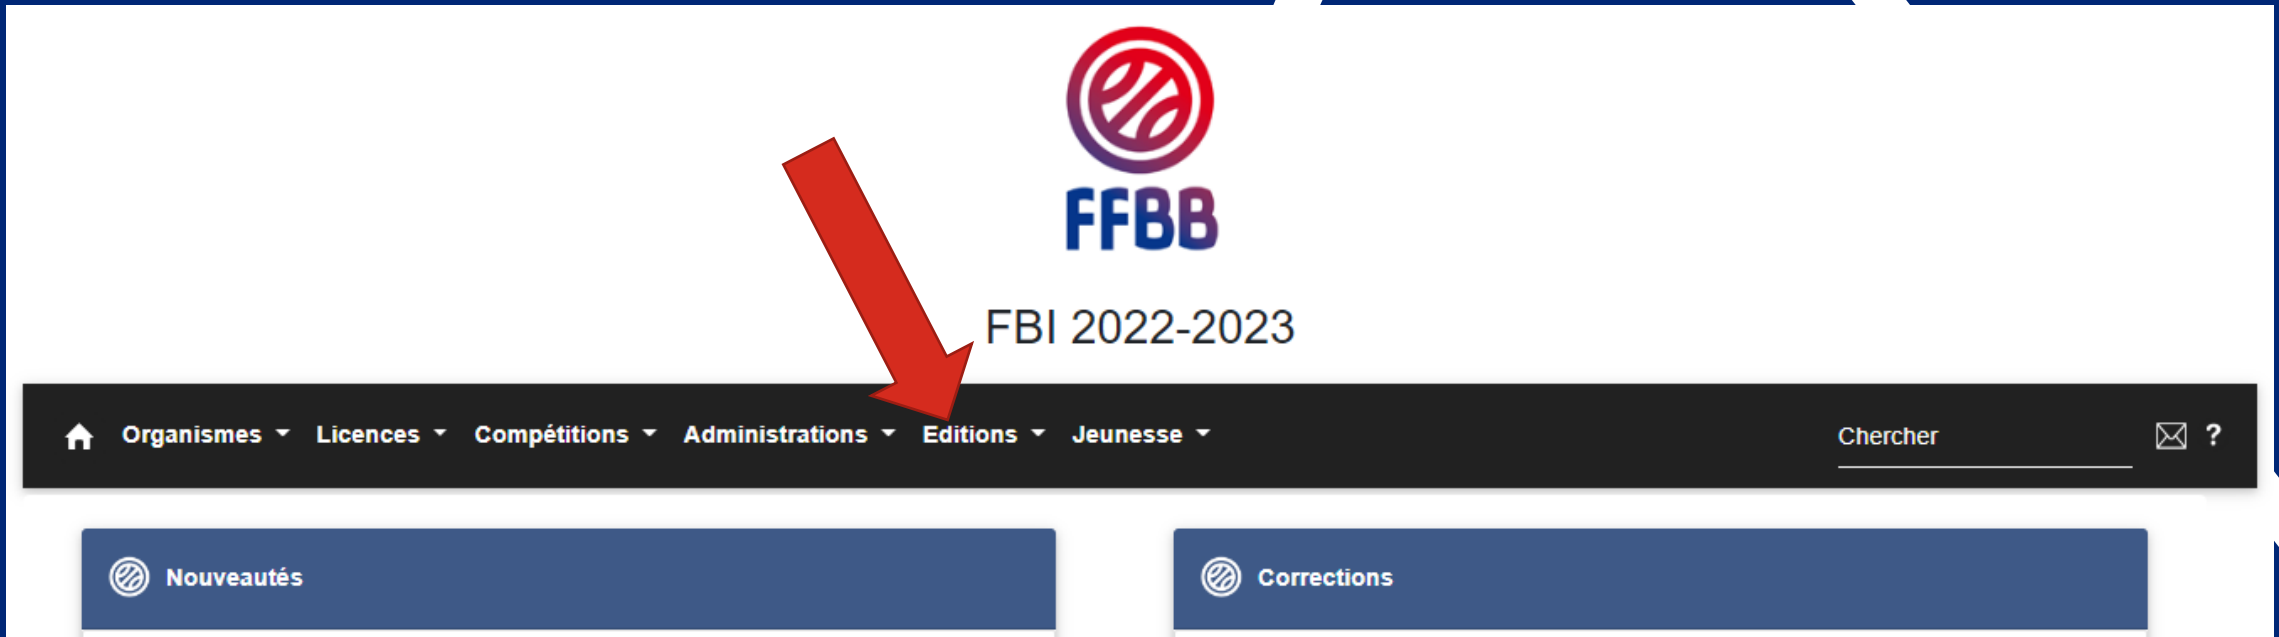 FFBB
FBI 2022-2023
Organismes Licences Compétitions Administrations Editions Jeunesse Chercher ?
Nouveautés
Corrections